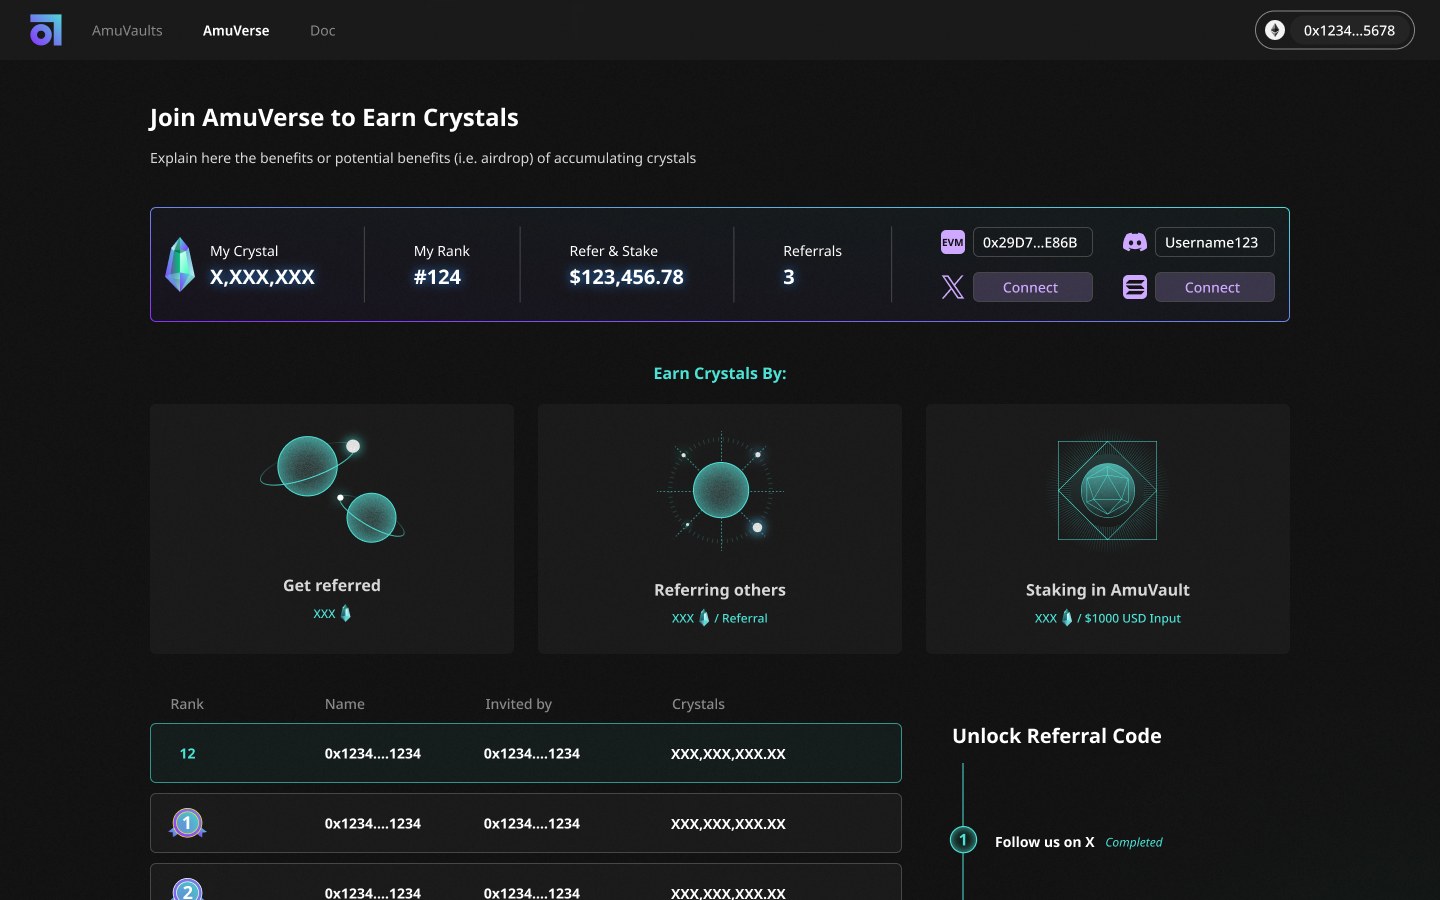 AmuVaults
AmuVerse
Doc
0x1234...5678
Join AmuVerse to Earn Crystals
Explain here the benefits or potential benefits (i.e. airdrop) of accumulating crystals
My Crystal
X,XXX,XXX
My Rank
#124
Refer & Stake
$123,456.78
Referrals
3
EVM
0x29D7...E86B
Username123
Connect
Connect
Earn Crystals By:
Get referred
XXX
Referring others
XXX / Referral
Staking in AmuVault
XXX / $1000 USD Input
Rank Name Invited by Crystals
12 0x1234....1234 0x1234....1234 XXX,XXX,XXX.XX
1 0x1234....1234 0x1234....1234 XXX,XXX,XXX.XX
2 0x1234....1234 0x1234....1234 XXX,XXX,XXX.XX
Unlock Referral Code
1 Follow us on X Completed